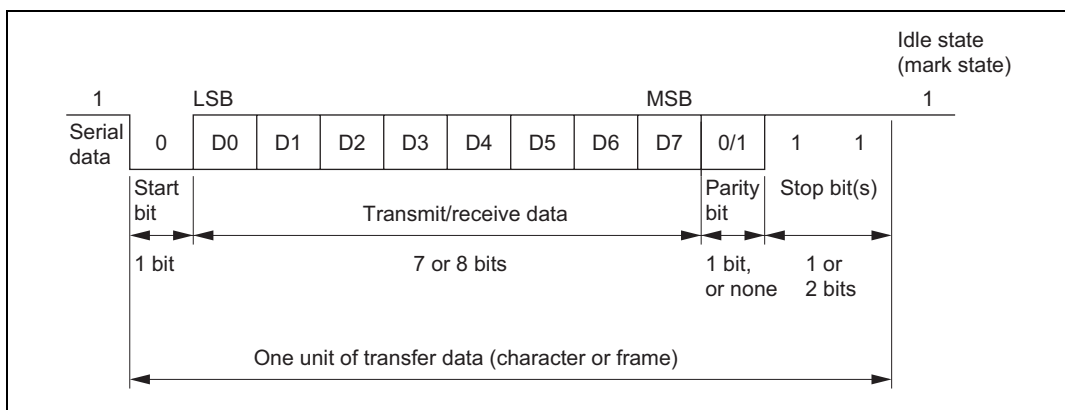 Idle state
(mark state)
1 LSB MSB 1
Serial
data
0 D0 D1 D2 D3 D4 D5 D6 D7 0/1 1 1
Start
bit
Transmit/receive data
Parity
bit
Stop bit(s)
1 bit
7 or 8 bits
1 bit,
or none
1 or
2 bits
One unit of transfer data (character or frame)